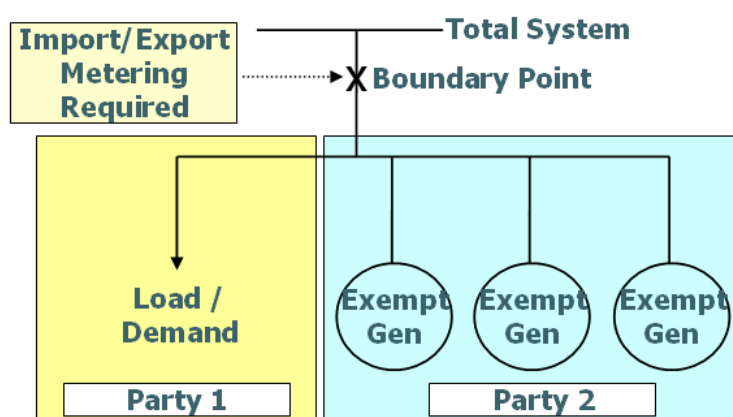 Import/Export
Metering
Required
Total System
X Boundary Point
Load /
Demand
Exempt
Gen
Exempt
Gen
Exempt
Gen
Party 1
Party 2